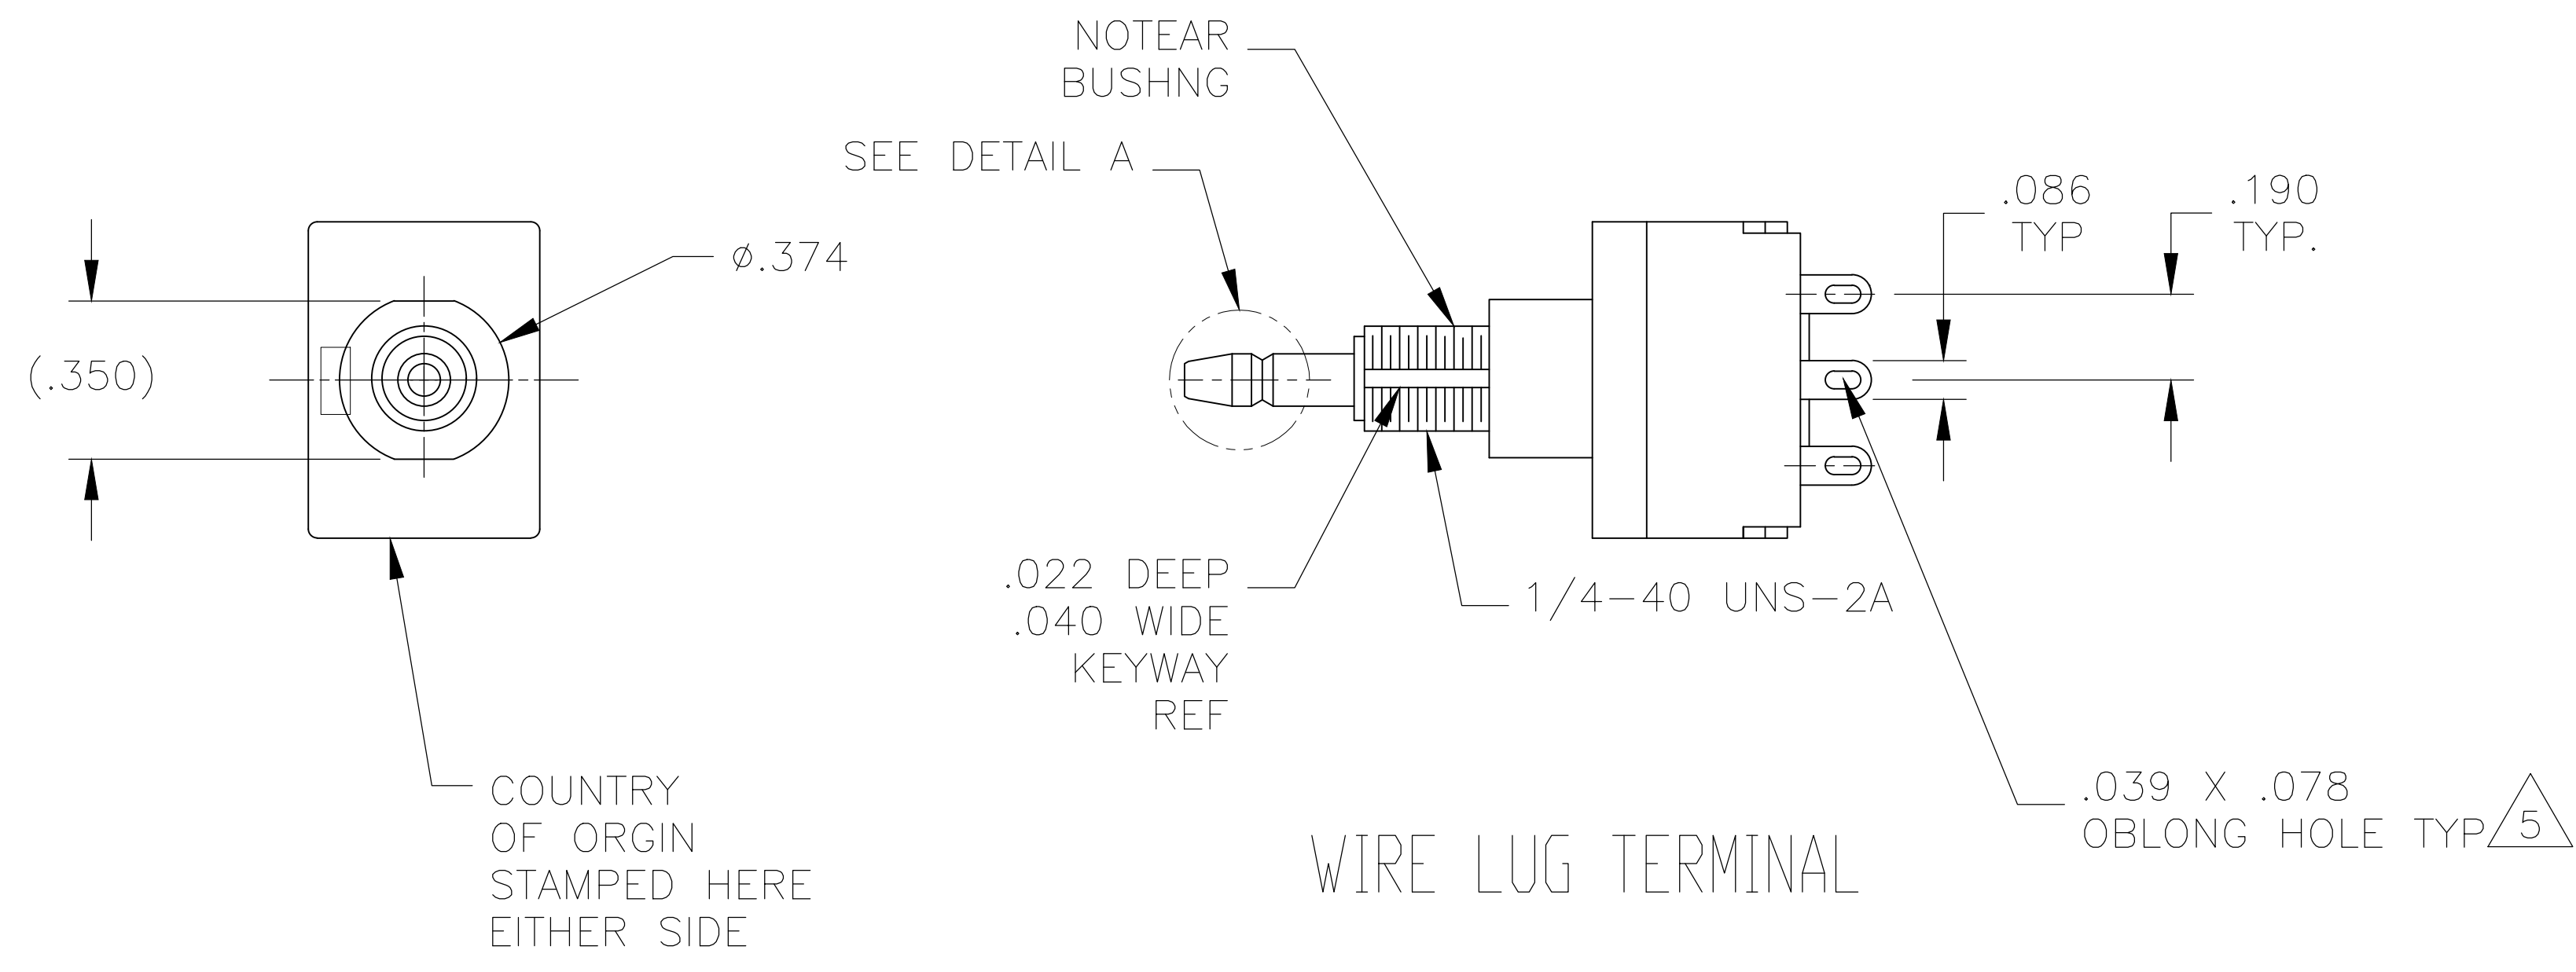 NOTEAR
BUSHNG
SEE DETAIL A
.086
TYP
.190
TYP.
ø.374
(.350)
.022 DEEP
.040 WIDE
KEYWAY
REF
1/4-40 UNS-2A
COUNTRY
OF ORGIN
STAMPED HERE
EITHER SIDE
.039 X .078
OBLONG HOLE TYP
5
WIRE LUG TERMINAL